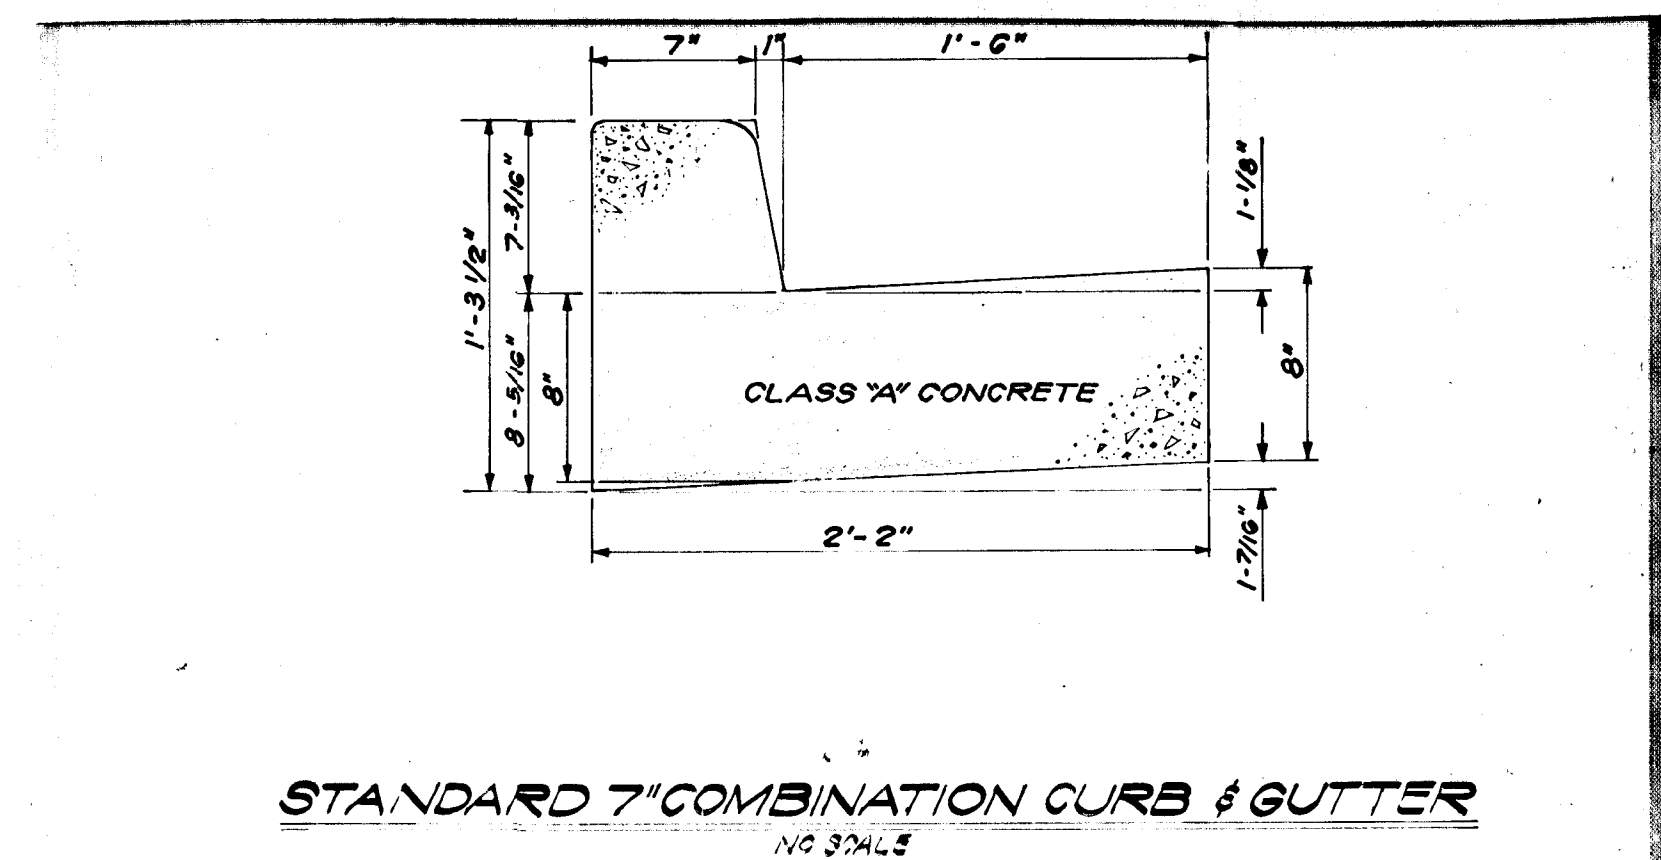 7" 1" 1'-6"
7-3/16"
1-1/8"
1'-3 1/2"
8-5/16"
8"
8"
CLASS "A" CONCRETE
2'-2"
1-7/16"
STANDARD 7" COMBINATION CURB & GUTTER
NO SCALE